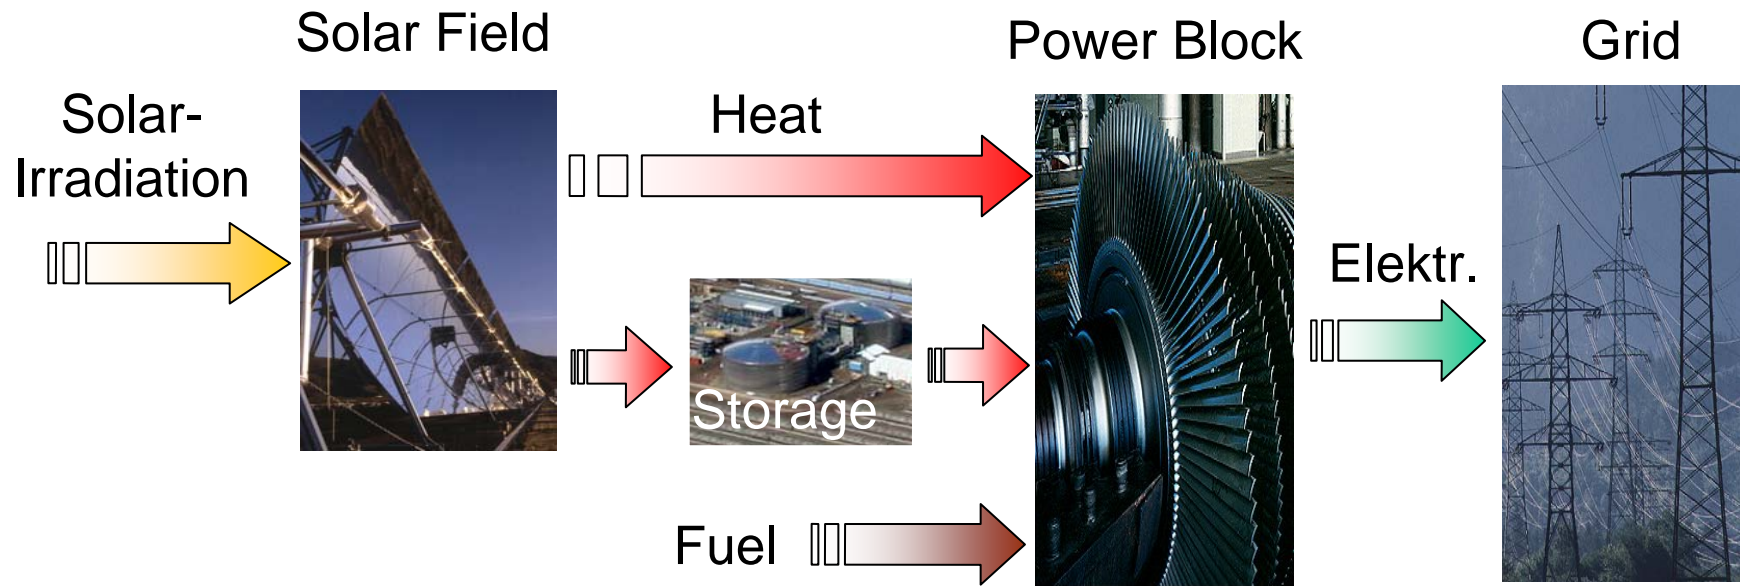 Solar Field
Power Block
Grid
Solar-
Irradiation
Heat
Elektr.
Storage
Fuel